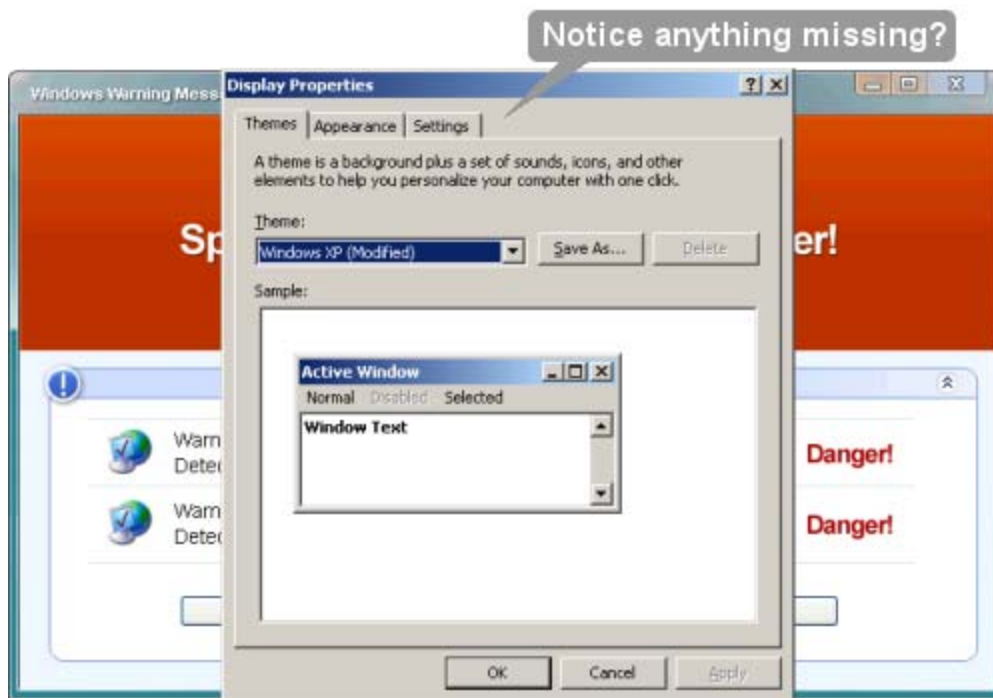 Notice anything missing?
Windows Warning Mess
Display Properties
Themes Appearance Settings
A theme is a background plus a set of sounds, icons, and other
elements to help you personalize your computer with one click.
Sp er!
Theme:
Windows XP (Modified) Save As... Delete
Sample:
Active Window
Normal Disabled Selected
Window Text
Warn Danger!
Detec
Warn Danger!
Detec
OK Cancel Apply